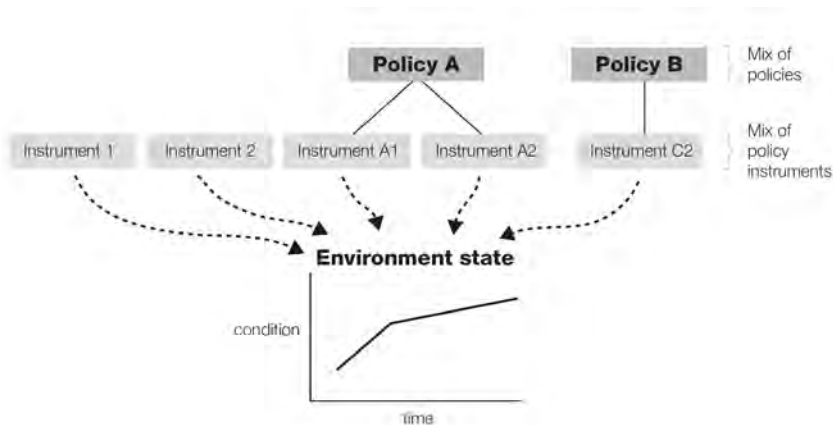 Policy A
Policy B
Mix of
policies
Instrument 1
Instrument 2
Instrument A1
Instrument A2
Instrument C2
Mix of
policy
instruments
Environment state
condition
time